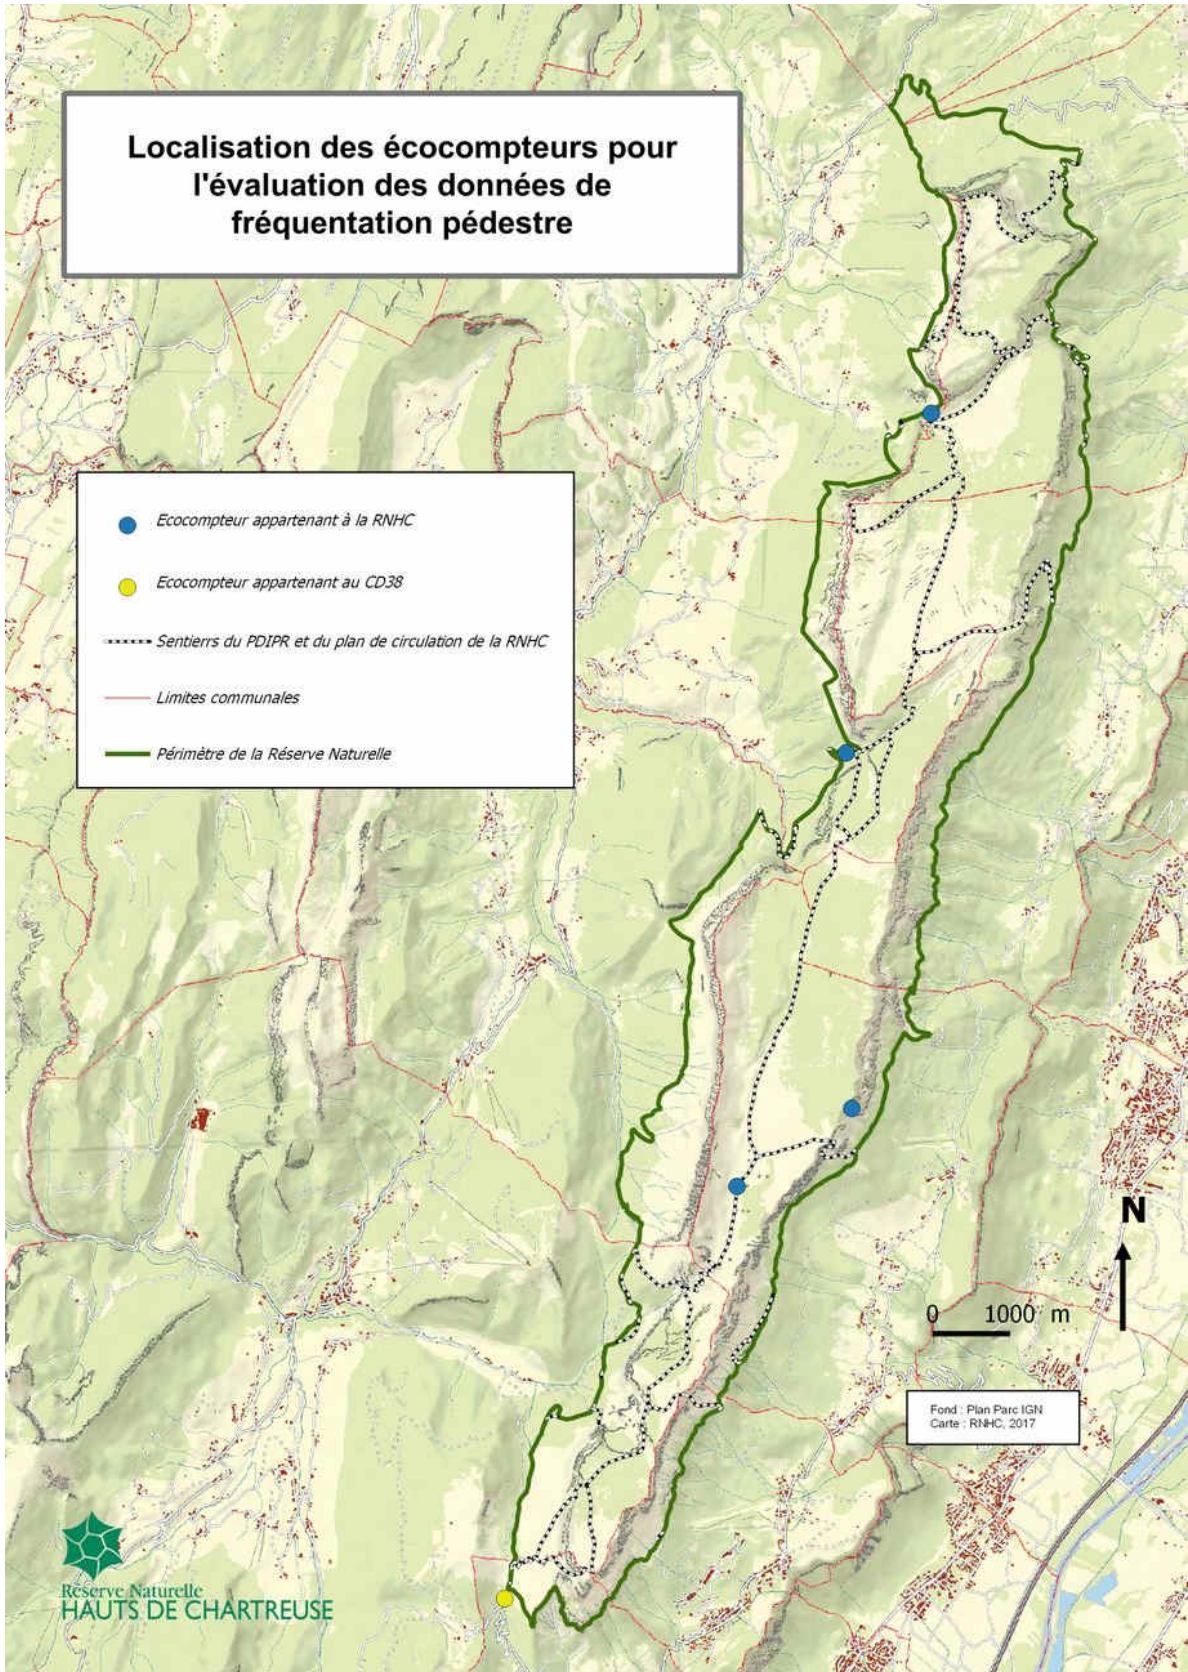 Localisation des écocompteurs pour
l'évaluation des données de
fréquentation pédestre
Ecocompteur appartenant à la RNHC
Ecocompteur appartenant au CD38
Sentierrs du PDIPR et du plan de circulation de la RNHC
Limites communales
Périmètre de la Réserve Naturelle
N
0 1000 m
Fond : Plan Parc IGN
Carte : RNHC, 2017
Réserve Naturelle
HAUTS DE CHARTREUSE